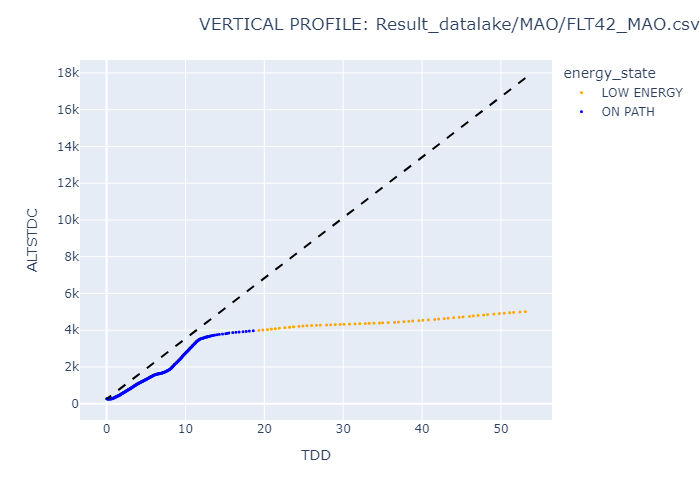 VERTICAL PROFILE: Result_datalake/MAO/FLT42_MAO.csv
energy_state
LOW ENERGY
ON PATH
ALTSTDC
18k
16k
14k
12k
10k
8k
6k
4k
2k
0
0 10 20 30 40 50
TDD